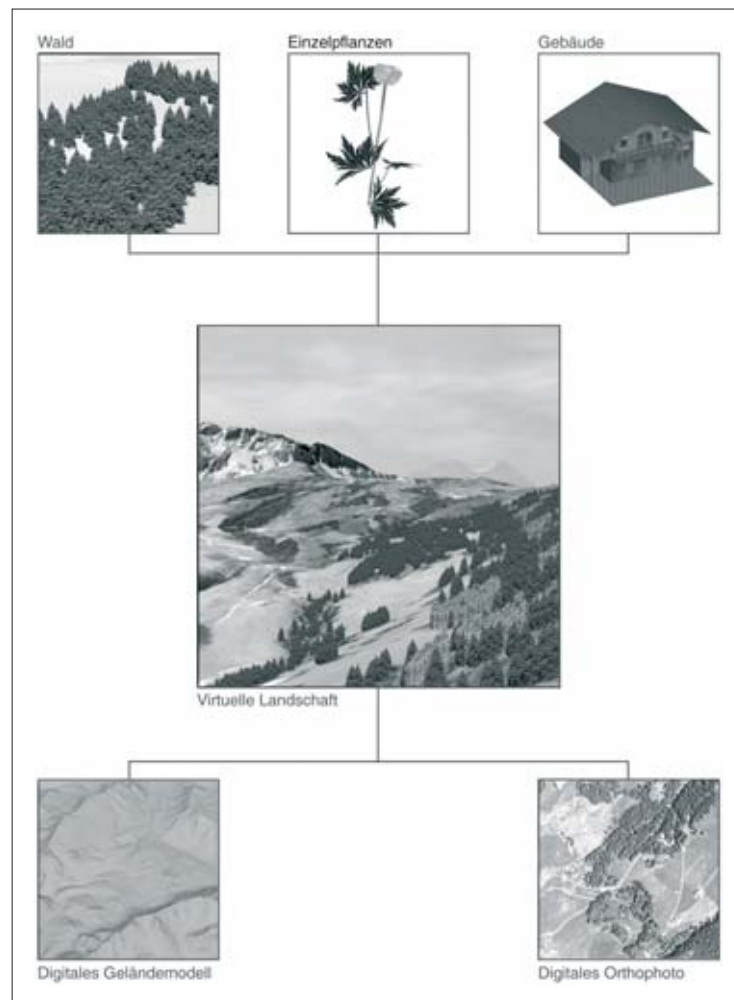 Wald
Einzelpflanzen
Gebäude
Virtuelle Landschaft
Digitales Geländemodell
Digitales Orthophoto